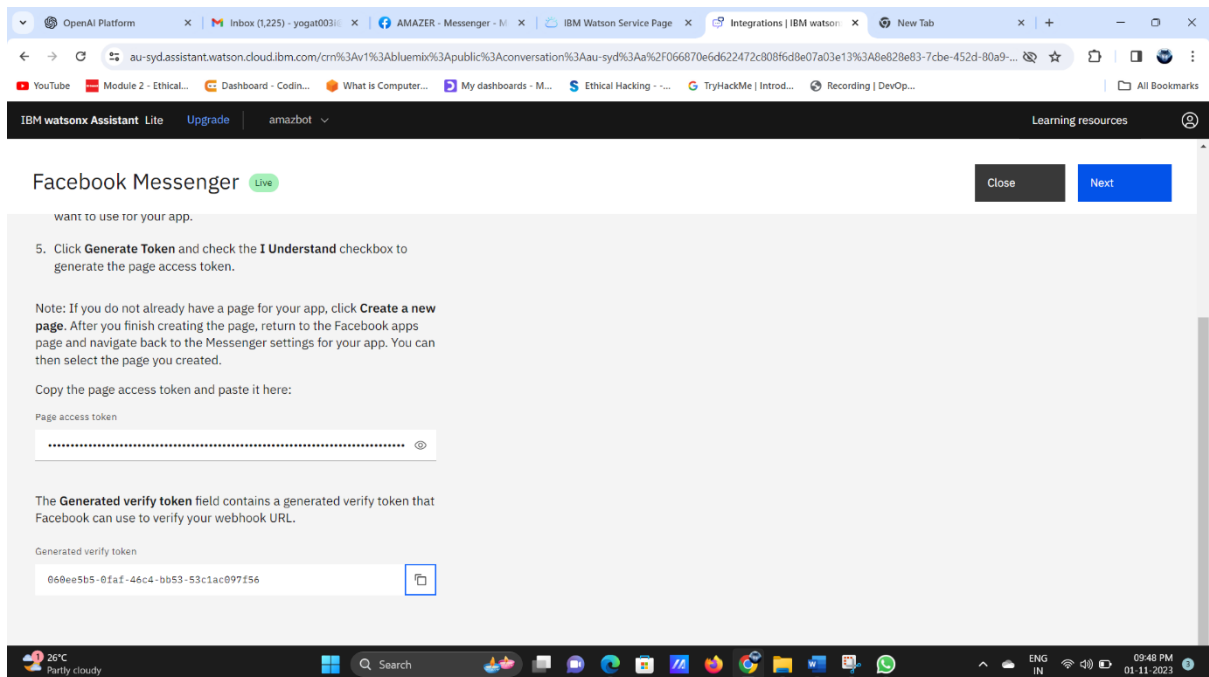 OpenAI Platform
Inbox (1,225) - yogat003
AMAZER - Messenger - M
IBM Watson Service Page
Integrations | IBM watson
New Tab
au-syd.assistant.watson.cloud.ibm.com/crn%3Av1%3Abluemix%3Apublic%3Aconversation%3Aau-syd%3Aa%2F066870e6d622472c808f6d8e07a03e13%3A8e828e83-7cbe-452d-80a9-...
YouTube
Module 2 - Ethical...
Dashboard - Codin...
What is Computer...
My dashboards - M...
Ethical Hacking - -...
TryHackMe | Introd...
Recording | DevOp...
All Bookmarks
IBM watsonx Assistant Lite
Upgrade
amazbot
Learning resources
Facebook Messenger
Live
Close
Next
want to use for your app.
5. Click Generate Token and check the I Understand checkbox to
generate the page access token.
Note: If you do not already have a page for your app, click Create a new
page. After you finish creating the page, return to the Facebook apps
page and navigate back to the Messenger settings for your app. You can
then select the page you created.
Copy the page access token and paste it here:
Page access token
The Generated verify token field contains a generated verify token that
Facebook can use to verify your webhook URL.
Generated verify token
060ee5b5-0faf-46c4-bb53-53c1ac097f56
1
26°C
Partly cloudy
Search
ENG
IN
09:48 PM
01-11-2023
3